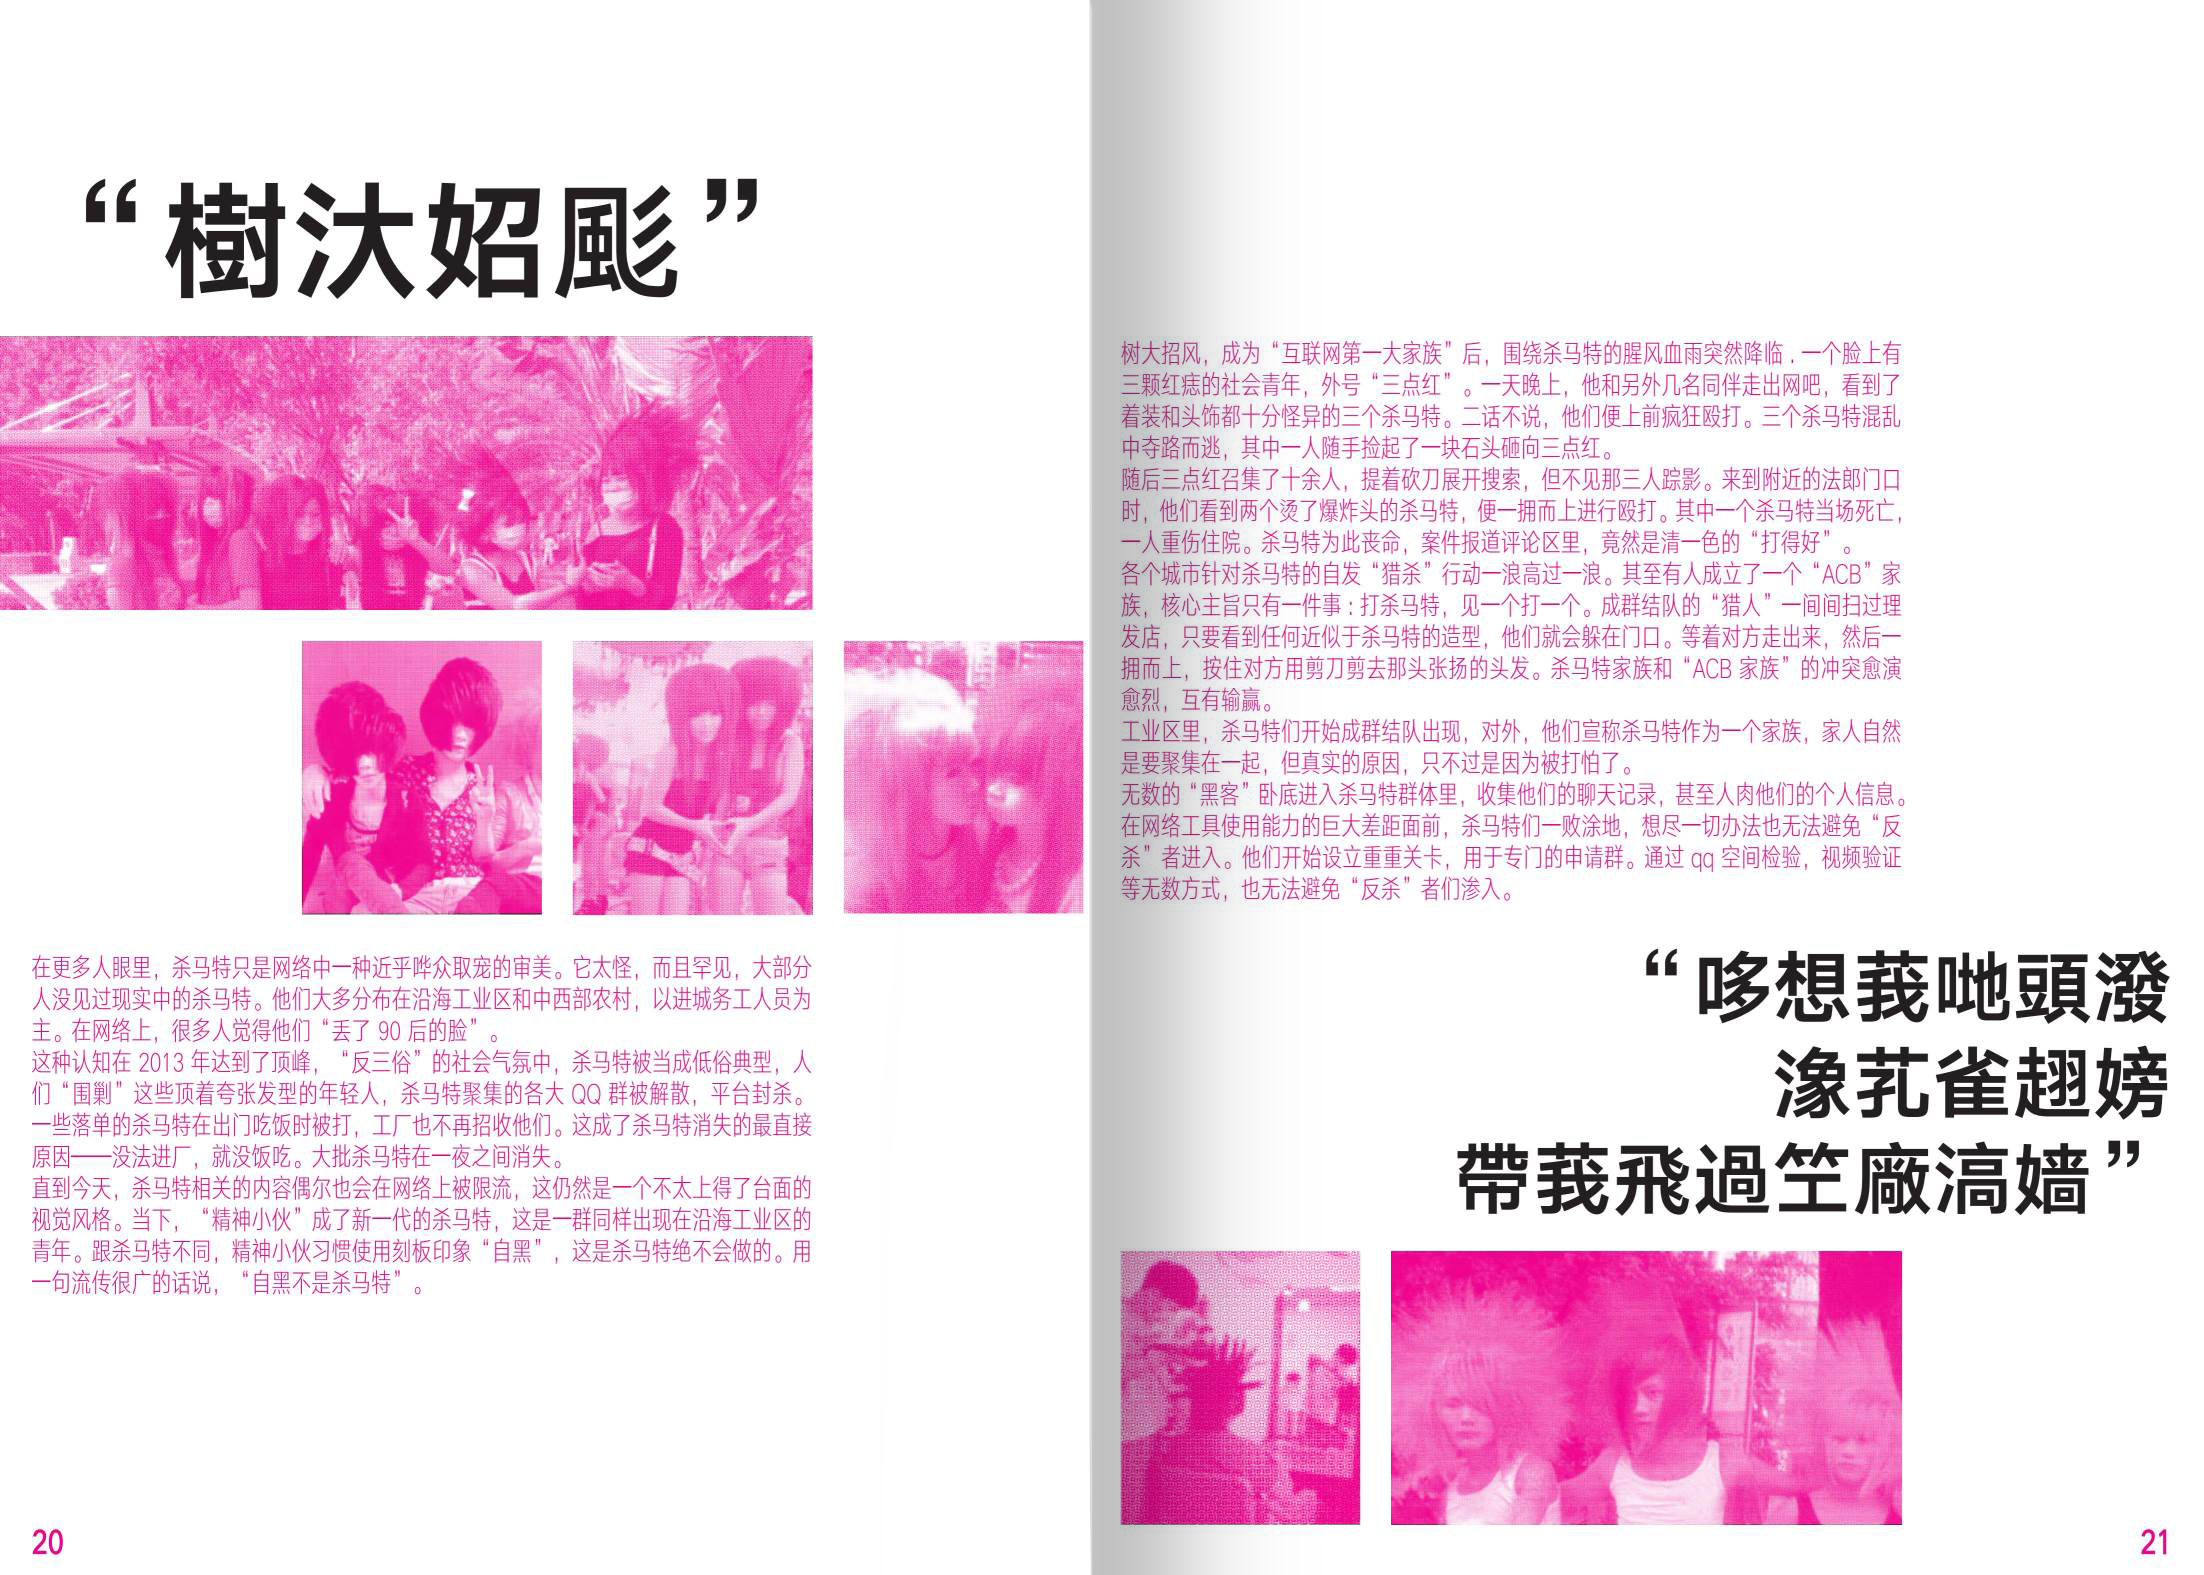 “樹汏妱彪”
在更多人眼里，杀马特只是网络中一种近乎哗众取宠的审美。它太怪，而且罕见，大部分
人没见过现实中的杀马特。他们大多分布在沿海工业区和中西部农村，以进城务工人员为
主。在网络上，很多人觉得他们“丢了 90 后的脸”。
这种认知在 2013 年达到了顶峰，“反三俗”的社会气氛中，杀马特被当成低俗典型，人
们“围剿”这些顶着夸张发型的年轻人，杀马特聚集的各大 QQ 群被解散，平台封杀。
一些落单的杀马特在出门吃饭时被打，工厂也不再招收他们。这成了杀马特消失的最直接
原因——没法进厂，就没饭吃。大批杀马特在一夜之间消失。
直到今天，杀马特相关的内容偶尔也会在网络上被限流，这仍然是一个不太上得了台面的
视觉风格。当下，“精神小伙”成了新一代的杀马特，这是一群同样出现在沿海工业区的
青年。跟杀马特不同，精神小伙习惯使用刻板印象“自黑”，这是杀马特绝不会做的。用
一句流传很广的话说，“自黑不是杀马特”。
20
树大招风，成为“互联网第一大家族”后，围绕杀马特的腥风血雨突然降临 . 一个脸上有
三颗红痣的社会青年，外号“三点红”。一天晚上，他和另外几名同伴走出网吧，看到了
着装和头饰都十分怪异的三个杀马特。二话不说，他们便上前疯狂殴打。三个杀马特混乱
中夺路而逃，其中一人随手捡起了一块石头砸向三点红。
随后三点红召集了十余人，提着砍刀展开搜索，但不见那三人踪影。来到附近的法郎门口
时，他们看到两个烫了爆炸头的杀马特，便一拥而上进行殴打。其中一个杀马特当场死亡，
一人重伤住院。杀马特为此丧命，案件报道评论区里，竟然是清一色的“打得好”。
各个城市针对杀马特的自发“猎杀”行动一浪高过一浪。其至有人成立了一个“ACB”家
族，核心主旨只有一件事 : 打杀马特，见一个打一个。成群结队的“猎人”一间间扫过理
发店，只要看到任何近似于杀马特的造型，他们就会躲在门口。等着对方走出来，然后一
拥而上，按住对方用剪刀剪去那头张扬的头发。杀马特家族和“ACB 家族”的冲突愈演
愈烈，互有输赢。
工业区里，杀马特们开始成群结队出现，对外，他们宣称杀马特作为一个家族，家人自然
是要聚集在一起，但真实的原因，只不过是因为被打怕了。
无数的“黑客”卧底进入杀马特群体里，收集他们的聊天记录，甚至人肉他们的个人信息。
在网络工具使用能力的巨大差距面前，杀马特们一败涂地，想尽一切办法也无法避免“反
杀”者进入。他们开始设立重重关卡，用于专门的申请群。通过 qq 空间检验，视频验证
等无数方式，也无法避免“反杀”者们渗入。
“哆想莪哋頭潑
潒芤雀翅嫎
帶莪飛過笁廠滈嬙”
21